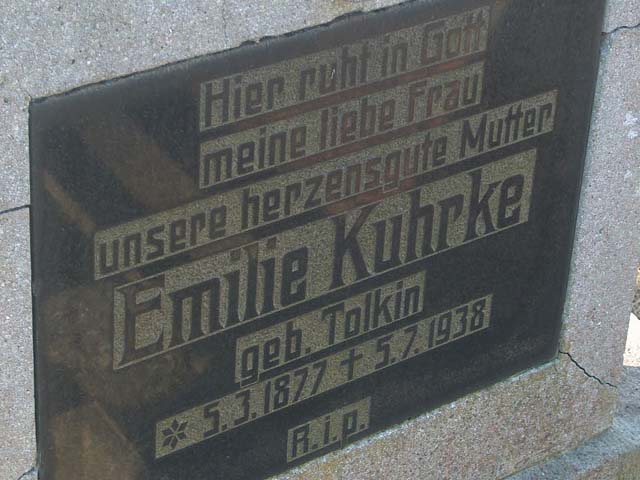 Hier ruht in Gott
meine liebe Frau
unsere herzensgute Mutter
Emilie Kuhrke
geb. Tolkin
* 5.3.1877 + 5.7.1938
R.i.p.